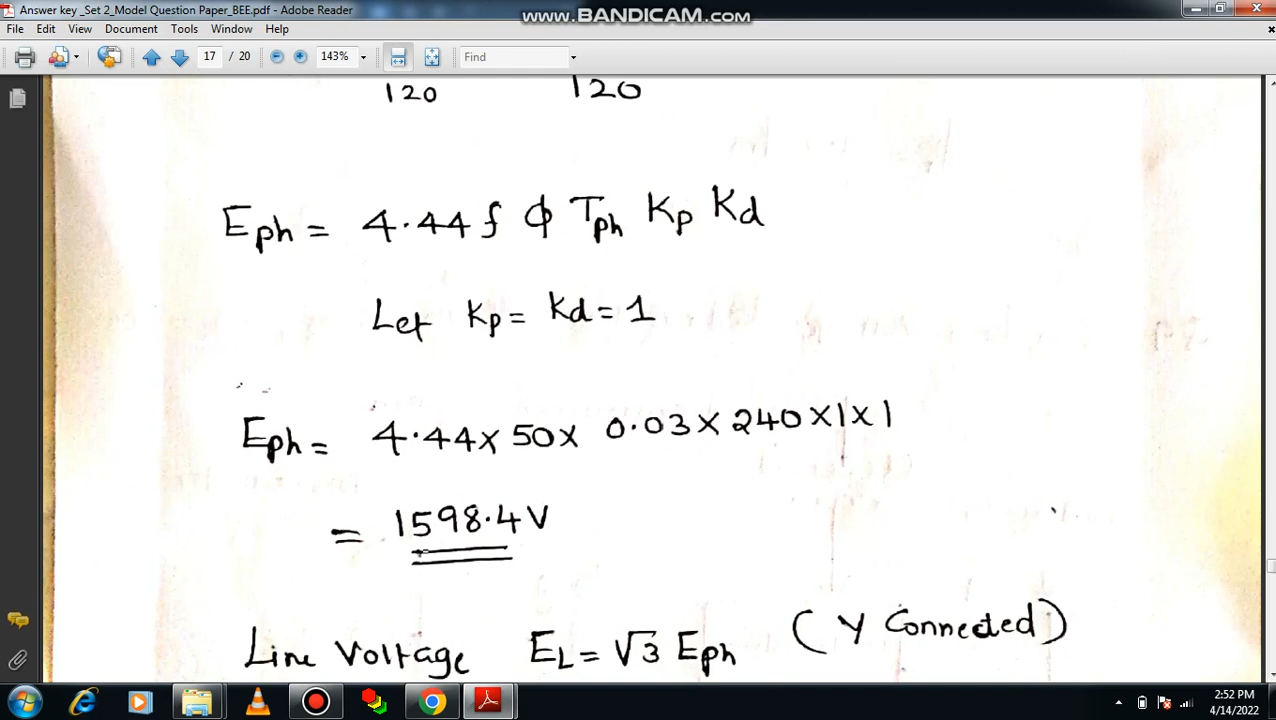 Answer key _Set 2_Model Question Paper_BEE.pdf - Adobe Reader
www.BANDICAM.com
File Edit View Document Tools Window Help
17 / 20 143% Find
120 120
Eph = 4.44 f Φ Tph Kp Kd
Let Kp = Kd = 1
Eph = 4.44 x 50 x 0.03 x 240 x 1 x 1
= 1598.4 V
Line Voltage EL = √3 Eph (Y Connected)
2:52 PM
4/14/2022